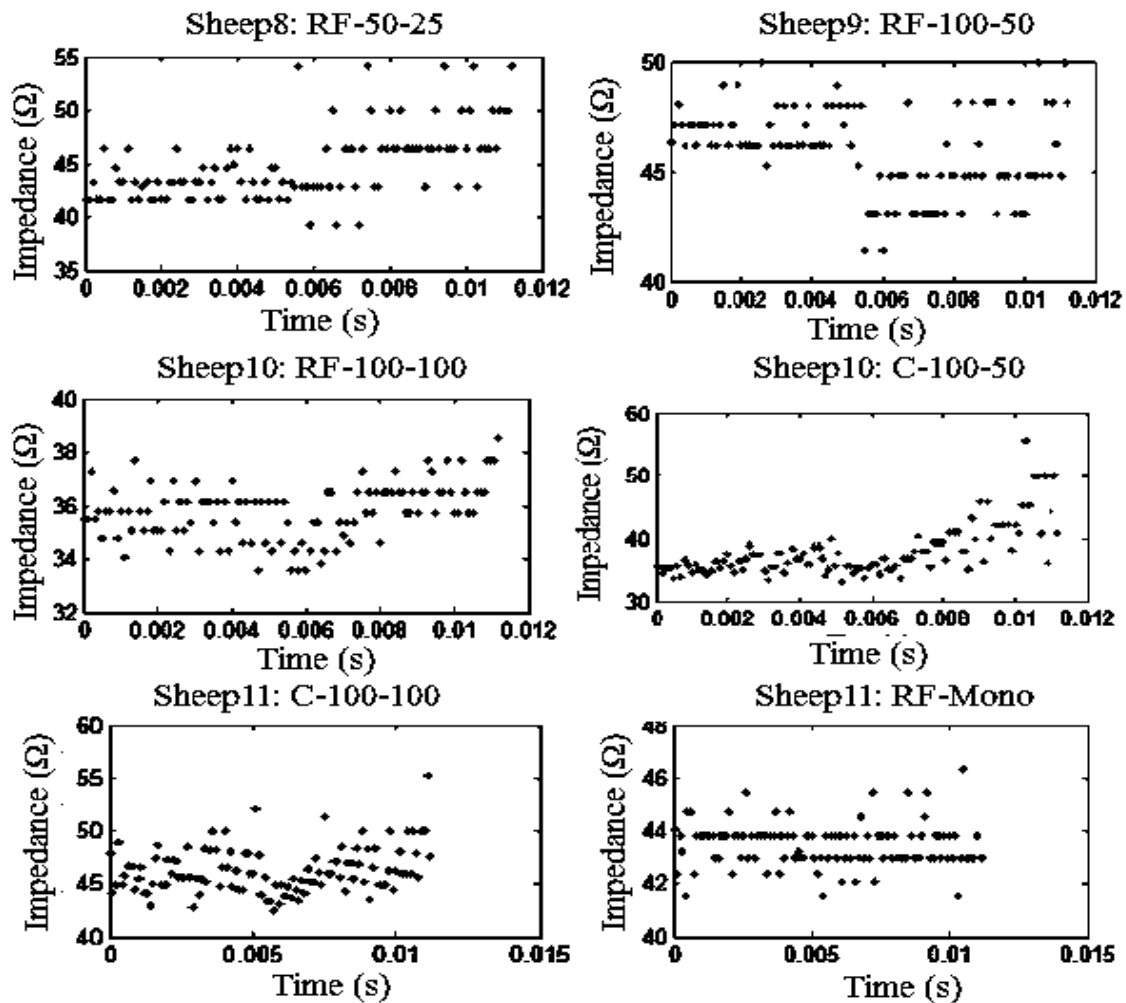 Sheep8: RF-50-25
Impedance (Ω)
55
50
45
40
35
0 0.002 0.004 0.006 0.008 0.01 0.012
Time (s)
Sheep9: RF-100-50
Impedance (Ω)
50
45
40
0 0.002 0.004 0.006 0.008 0.01 0.012
Time (s)
Sheep10: RF-100-100
Impedance (Ω)
40
38
36
34
32
0 0.002 0.004 0.006 0.008 0.01 0.012
Time (s)
Sheep10: C-100-50
Impedance (Ω)
60
50
40
30
0 0.002 0.004 0.006 0.008 0.01 0.012
Time (s)
Sheep11: C-100-100
Impedance (Ω)
60
55
50
45
40
0 0.005 0.01 0.015
Time (s)
Sheep11: RF-Mono
Impedance (Ω)
48
46
44
42
40
0 0.005 0.01 0.015
Time (s)